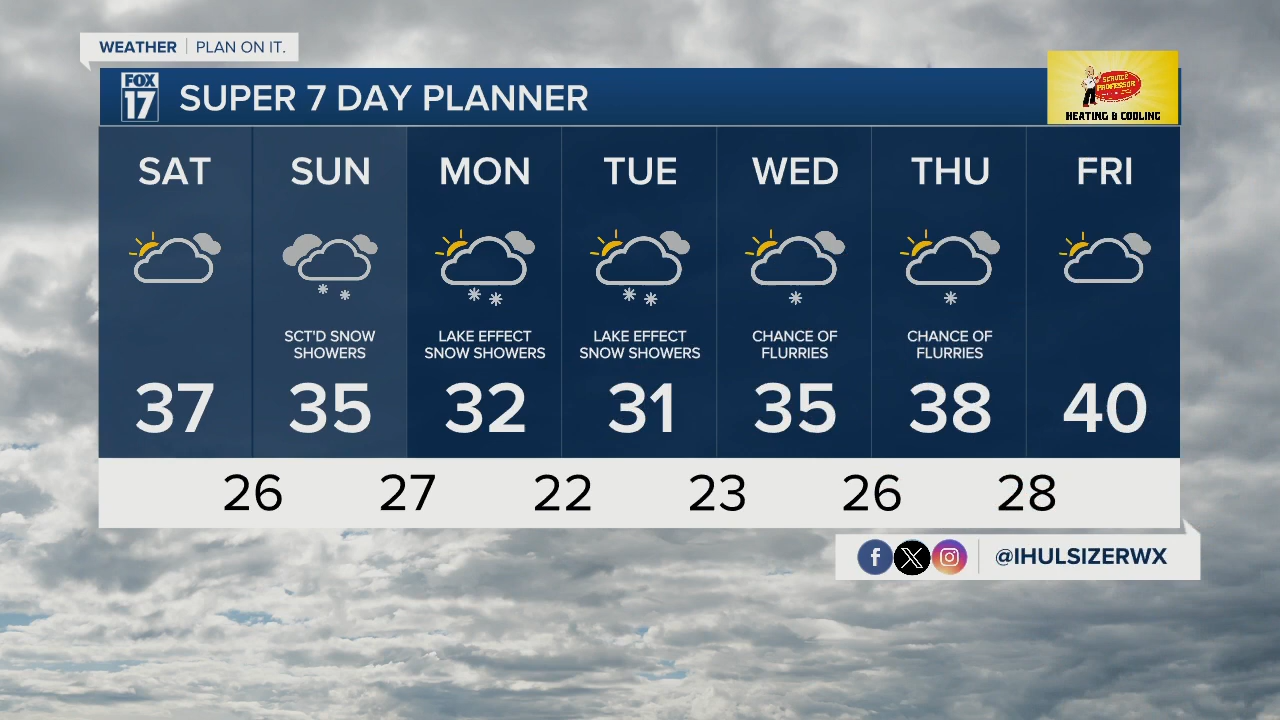 WEATHER PLAN ON IT.
FOX
17
SUPER 7 DAY PLANNER
SERVICE
PROFESSOR
HEATING & COOLING
SAT SUN MON TUE WED THU FRI
SCT'D SNOW LAKE EFFECT LAKE EFFECT CHANCE OF CHANCE OF
SHOWERS SNOW SHOWERS SNOW SHOWERS FLURRIES FLURRIES
37 35 32 31 35 38 40
26 27 22 23 26 28
@IHULSIZERWX